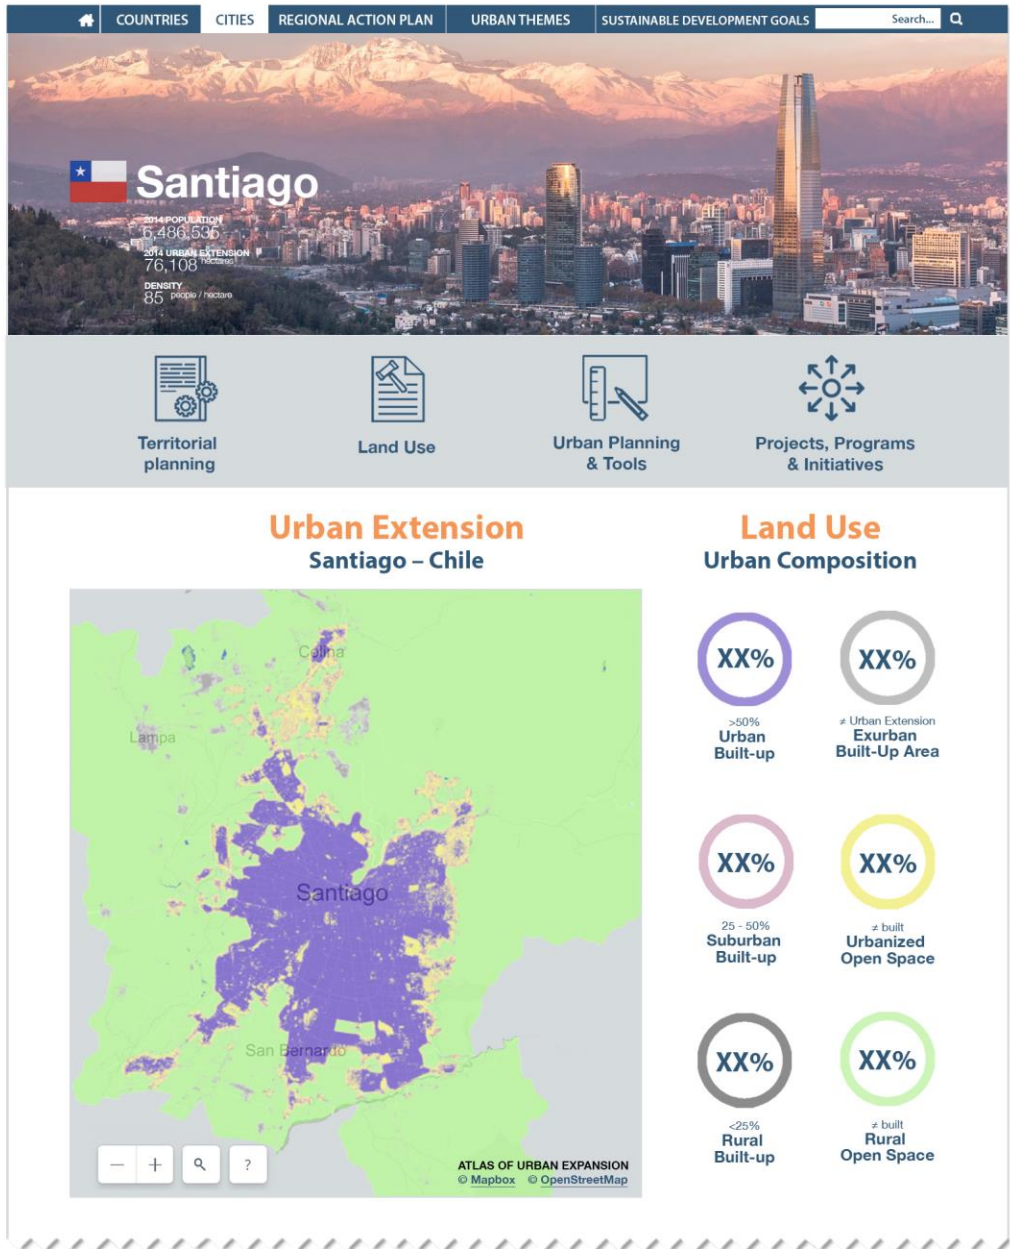 COUNTRIES CITIES REGIONAL ACTION PLAN URBAN THEMES SUSTAINABLE DEVELOPMENT GOALS Search...
Santiago
2014 POPULATION
6,486,535
2014 URBAN EXTENSION
76,108 hectares
DENSITY
85 people / hectare
Territorial
planning
Land Use
Urban Planning
& Tools
Projects, Programs
& Initiatives
Urban Extension
Santiago – Chile
Colina
Lampa
Santiago
San Bernardo
− + ?
ATLAS OF URBAN EXPANSION
© Mapbox © OpenStreetMap
Land Use
Urban Composition
XX%
>50%
Urban
Built-up
XX%
≠ Urban Extension
Exurban
Built-Up Area
XX%
25 - 50%
Suburban
Built-up
XX%
≠ built
Urbanized
Open Space
XX%
<25%
Rural
Built-up
XX%
≠ built
Rural
Open Space